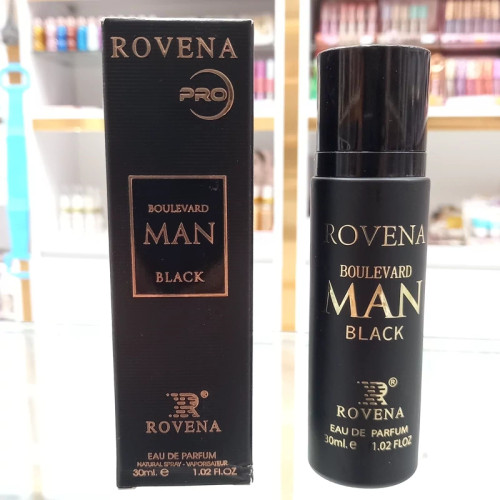 ROVENA
PRO
BOULEVARD
MAN
BLACK
R®
ROVENA
EAU DE PARFUM
NATURAL SPRAY - VAPORISATEUR
30ml. e 1.02 FL.OZ
ROVENA
BOULEVARD
MAN
BLACK
R®
ROVENA
EAU DE PARFUM
30ml. e 1.02 Fl.OZ